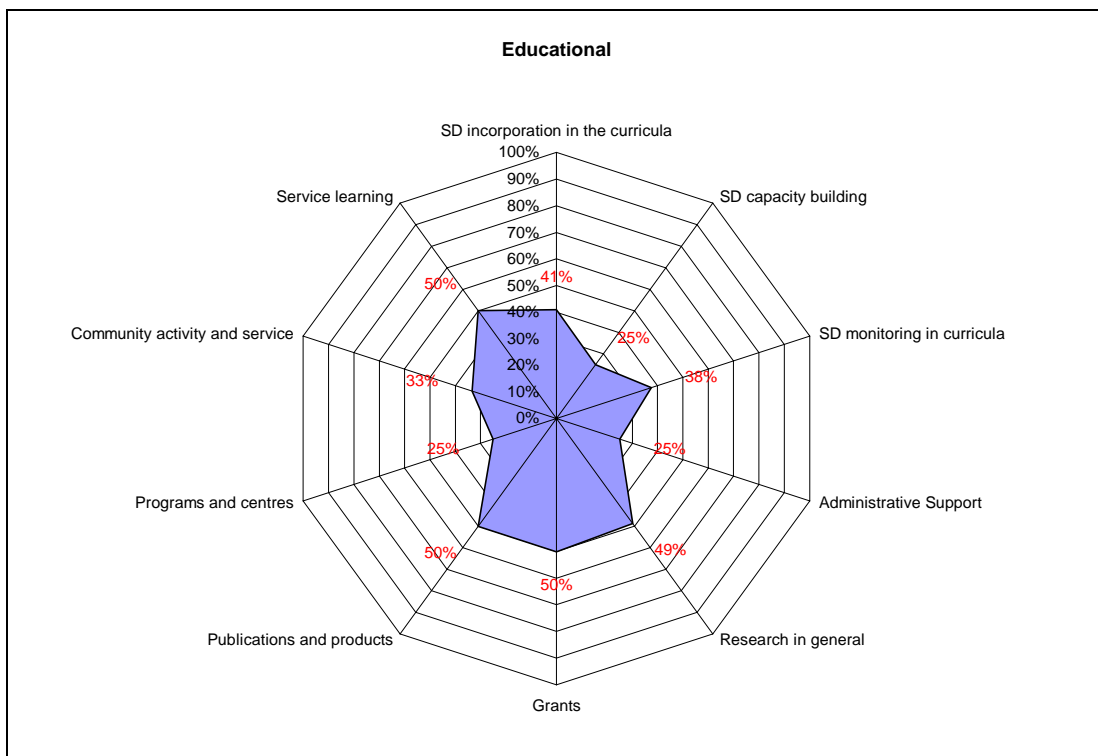 Educational
SD incorporation in the curricula
100%
90%
80%
70%
60%
50%
40%
30%
20%
10%
0%
Service learning
SD capacity building
Community activity and service
SD monitoring in curricula
Programs and centres
Administrative Support
Publications and products
Research in general
Grants
41%
25%
38%
25%
49%
50%
50%
25%
33%
50%